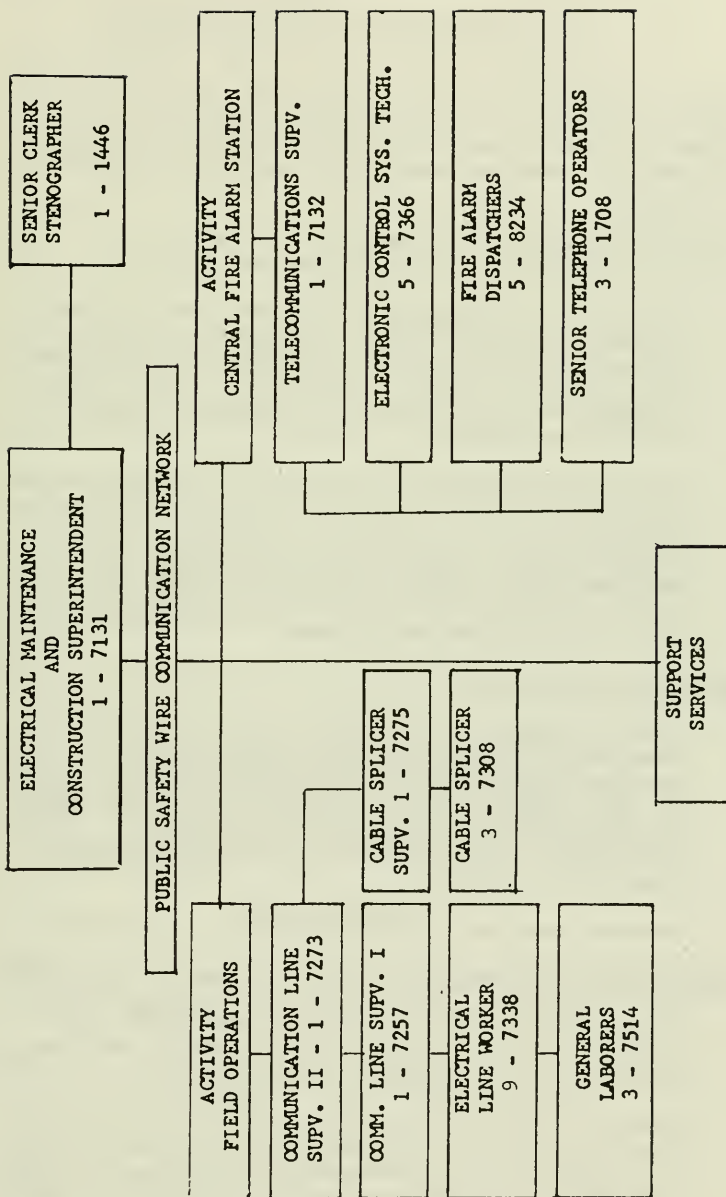 ELECTRICAL MAINTENANCE
AND
CONSTRUCTION SUPERINTENDENT
1 - 7131
SENIOR CLERK
STENOGRAPHER
1 - 1446
PUBLIC SAFETY WIRE COMMUNICATION NETWORK
ACTIVITY
FIELD OPERATIONS
COMMUNICATION LINE
SUPV. II - 1 - 7273
COMM. LINE SUPV. I
1 - 7257
ELECTRICAL
LINE WORKER
9 - 7338
GENERAL
LABORERS
3 - 7514
CABLE SPLICER
SUPV. 1 - 7275
CABLE SPLICER
3 - 7308
ACTIVITY
CENTRAL FIRE ALARM STATION
TELECOMMUNICATIONS SUPV.
1 - 7132
ELECTRONIC CONTROL SYS. TECH.
5 - 7366
FIRE ALARM
DISPATCHERS
5 - 8234
SENIOR TELEPHONE OPERATORS
3 - 1708
SUPPORT
SERVICES